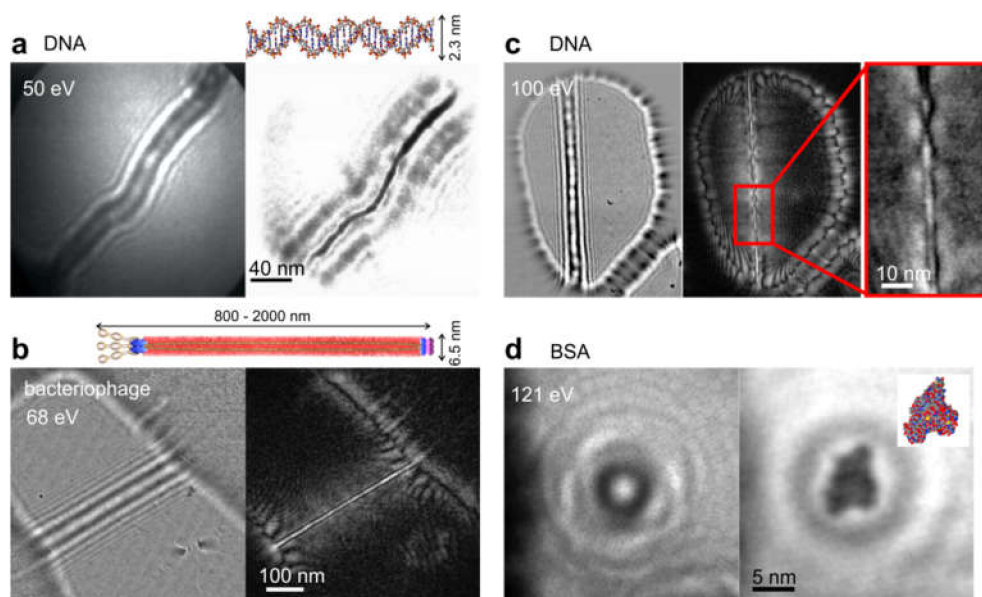 a DNA
2.3 nm
50 eV
40 nm
800 - 2000 nm
6.5 nm
b
bacteriophage
68 eV
100 nm
c DNA
100 eV
10 nm
d BSA
121 eV
5 nm